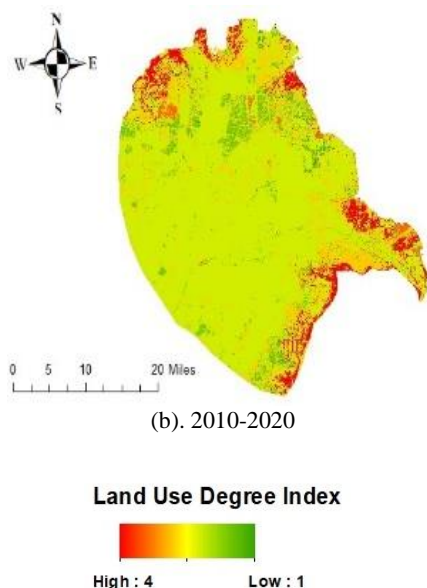 N
W E
S
0 5 10 20 Miles
(b). 2010-2020
Land Use Degree Index
High : 4 Low : 1